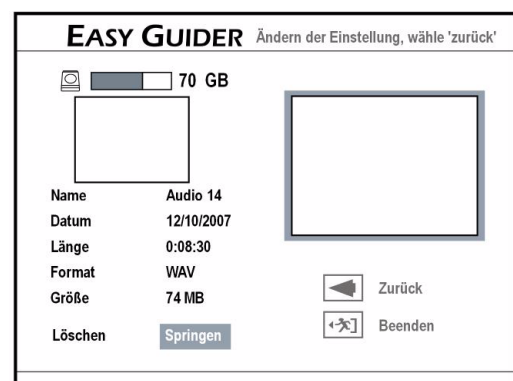 EASY GUIDER Ändern der Einstellung, wähle 'zurück'
70 GB
Name Audio 14
Datum 12/10/2007
Länge 0:08:30
Format WAV
Größe 74 MB
Löschen Springen
Zurück
Beenden